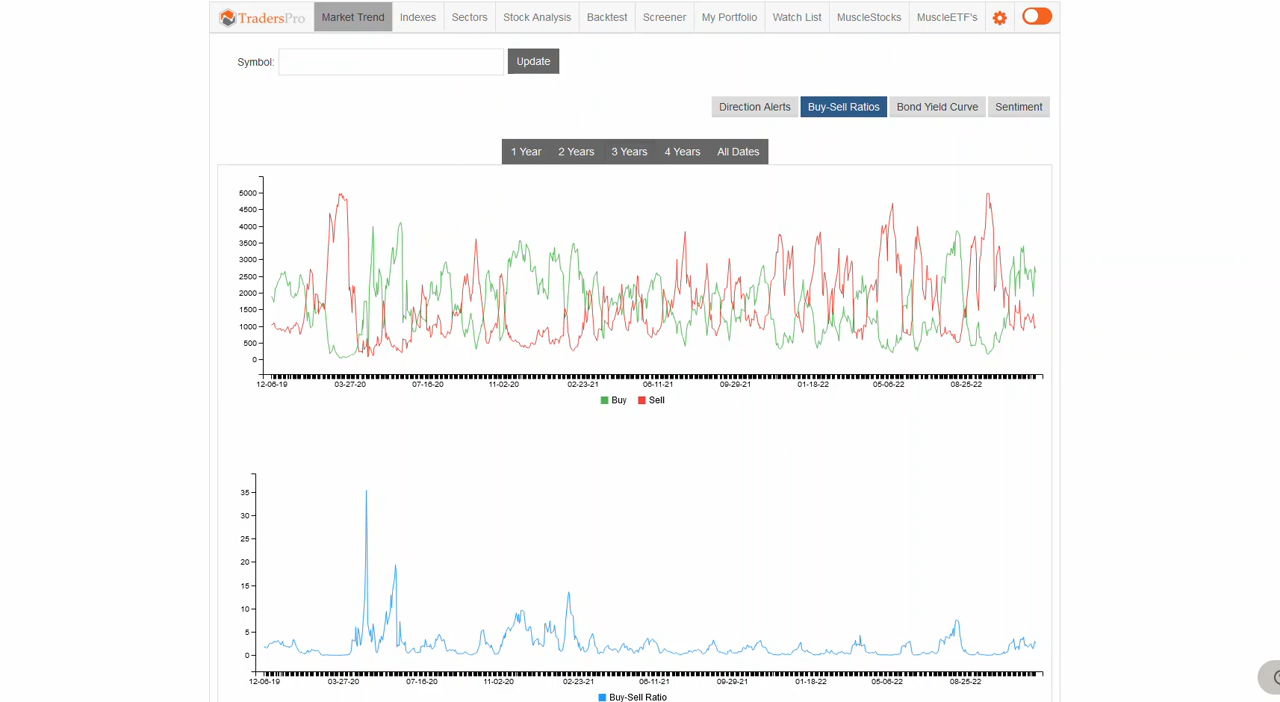 TradersPro Market Trend Indexes Sectors Stock Analysis Backtest Screener My Portfolio Watch List MuscleStocks MuscleETF's
Symbol: Update
Direction Alerts Buy-Sell Ratios Bond Yield Curve Sentiment
1 Year 2 Years 3 Years 4 Years All Dates
5000
4500
4000
3500
3000
2500
2000
1500
1000
500
0
12-06-19 03-27-20 07-16-20 11-02-20 02-23-21 06-11-21 09-29-21 01-18-22 05-06-22 08-25-22
Buy Sell
35
30
25
20
15
10
5
0
12-06-19 03-27-20 07-16-20 11-02-20 02-23-21 06-11-21 09-29-21 01-18-22 05-06-22 08-25-22
Buy-Sell Ratio